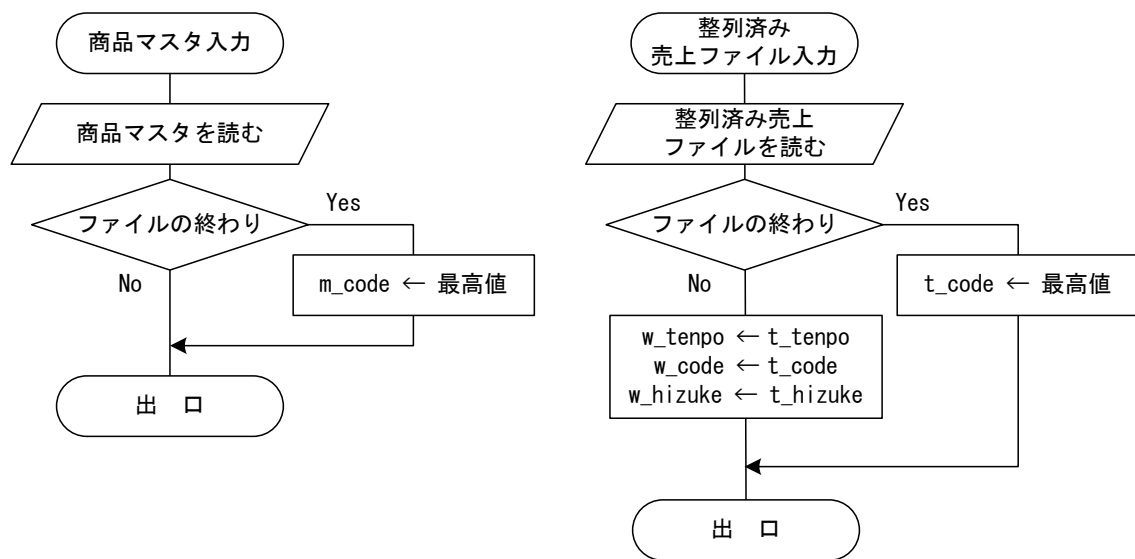 商品マスタ入力
商品マスタを読む
ファイルの終わり
Yes
No
m_code ← 最高値
出 口
整列済み
売上ファイル入力
整列済み売上
ファイルを読む
ファイルの終わり
Yes
No
t_code ← 最高値
w_tenpo ← t_tenpo
w_code ← t_code
w_hizuke ← t_hizuke
出 口